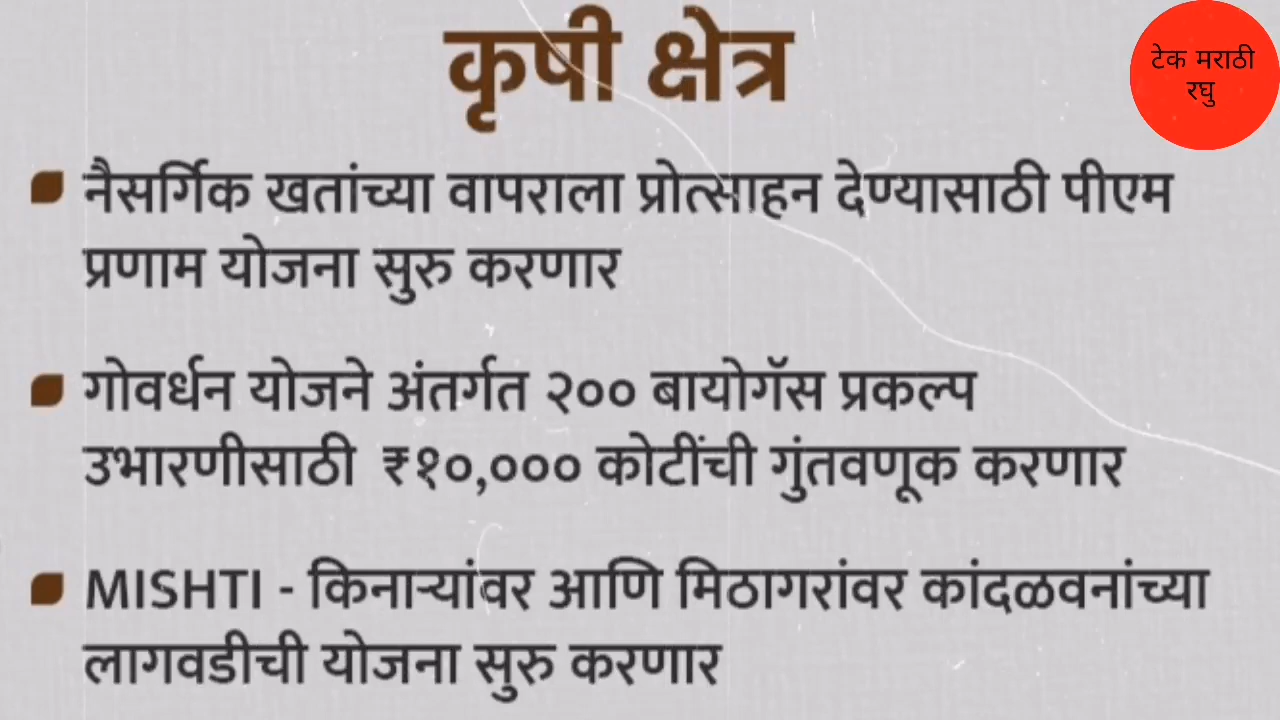 कृषी क्षेत्र
टेक मराठी
रघु
नैसर्गिक खतांच्या वापराला प्रोत्साहन देण्यासाठी पीएम
प्रणाम योजना सुरु करणार
गोवर्धन योजने अंतर्गत २०० बायोगॅस प्रकल्प
उभारणीसाठी ₹१०,००० कोटींची गुंतवणूक करणार
MISHTI - किनाऱ्यांवर आणि मिठागरांवर कांदळवनांच्या
लागवडीची योजना सुरु करणार